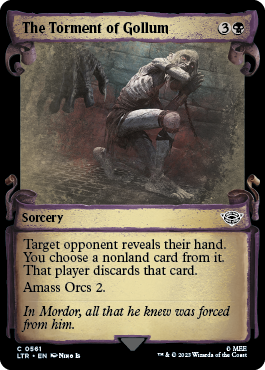 The Torment of Gollum 3
Sorcery
Target opponent reveals their hand.
You choose a nonland card from it.
That player discards that card.
Amass Orcs 2.
In Mordor, all that he knew was forced
from him.
C 0561
LTR • EN Nino Is
MEE
™ & © 2023 Wizards of the Coast